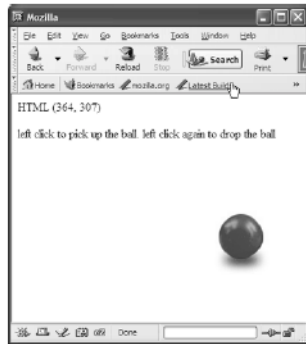 Mozilla
File Edit View Go Bookmarks Tools Window Help
Back Forward Reload Stop Search Print
Home Bookmarks mozilla.org Latest Builds
HTML (364, 307)
left click to pick up the ball. left click again to drop the ball
Done